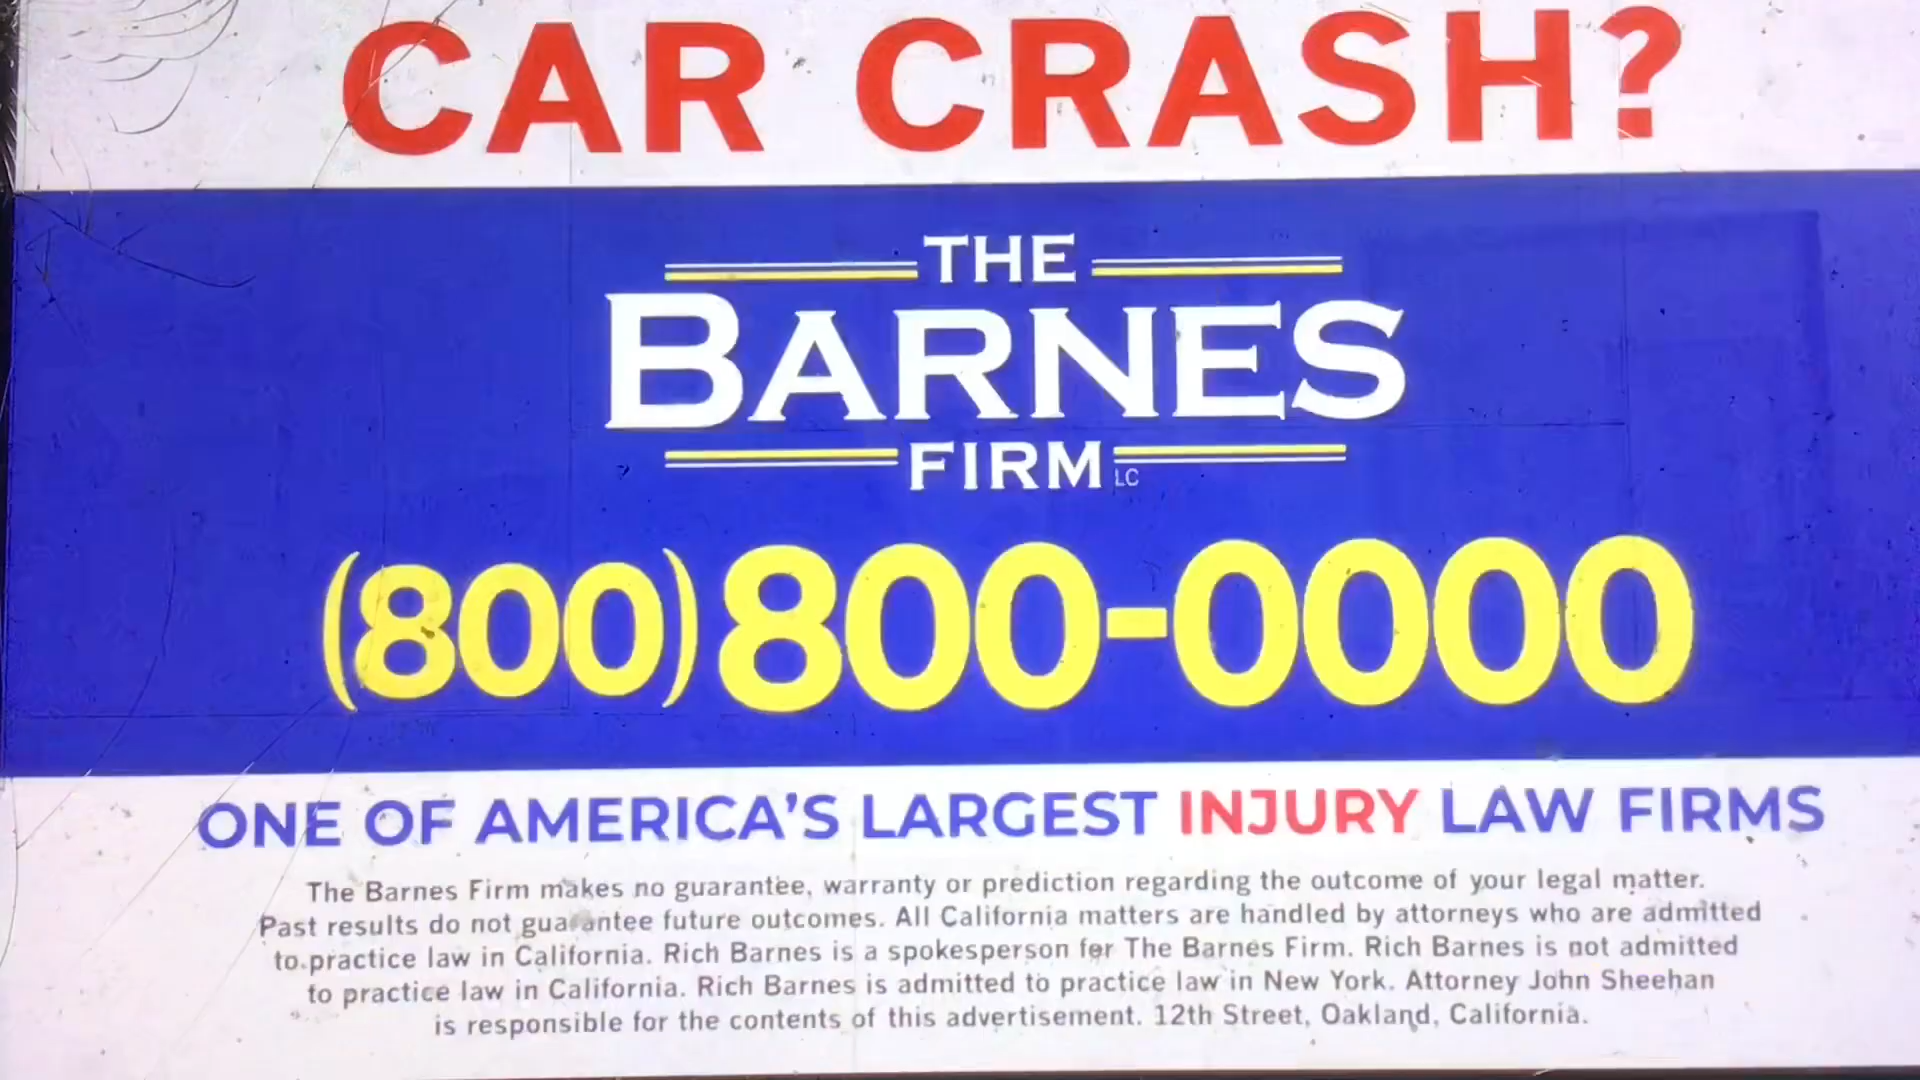 CAR CRASH?
THE
BARNES
FIRM LC
(800) 800-0000
ONE OF AMERICA'S LARGEST INJURY LAW FIRMS
The Barnes Firm makes no guarantee, warranty or prediction regarding the outcome of your legal matter.
Past results do not guarantee future outcomes. All California matters are handled by attorneys who are admitted
to practice law in California. Rich Barnes is a spokesperson for The Barnes Firm. Rich Barnes is not admitted
to practice law in California. Rich Barnes is admitted to practice law in New York. Attorney John Sheehan
is responsible for the contents of this advertisement. 12th Street, Oakland, California.